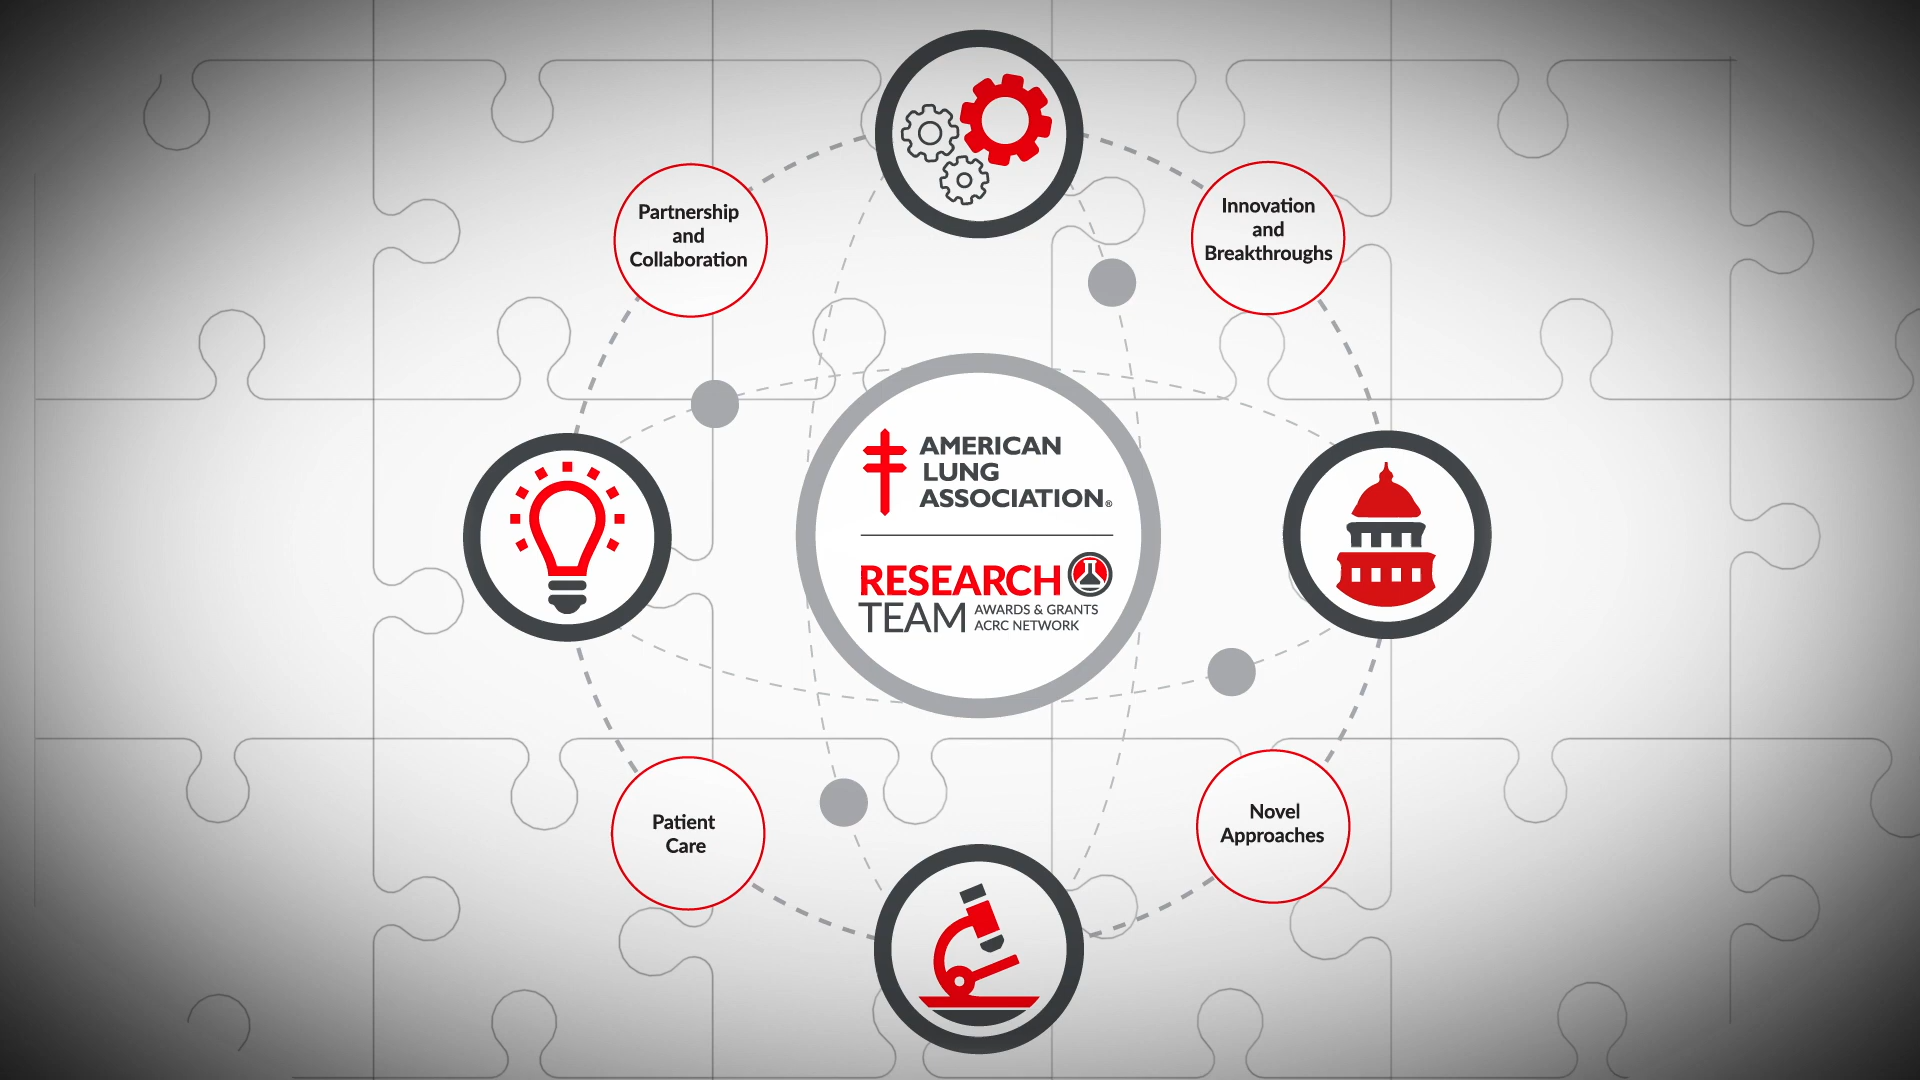 Partnership
and
Collaboration
Innovation
and
Breakthroughs
AMERICAN
LUNG
ASSOCIATION®
RESEARCH
TEAM
AWARDS & GRANTS
ACRC NETWORK
Patient
Care
Novel
Approaches